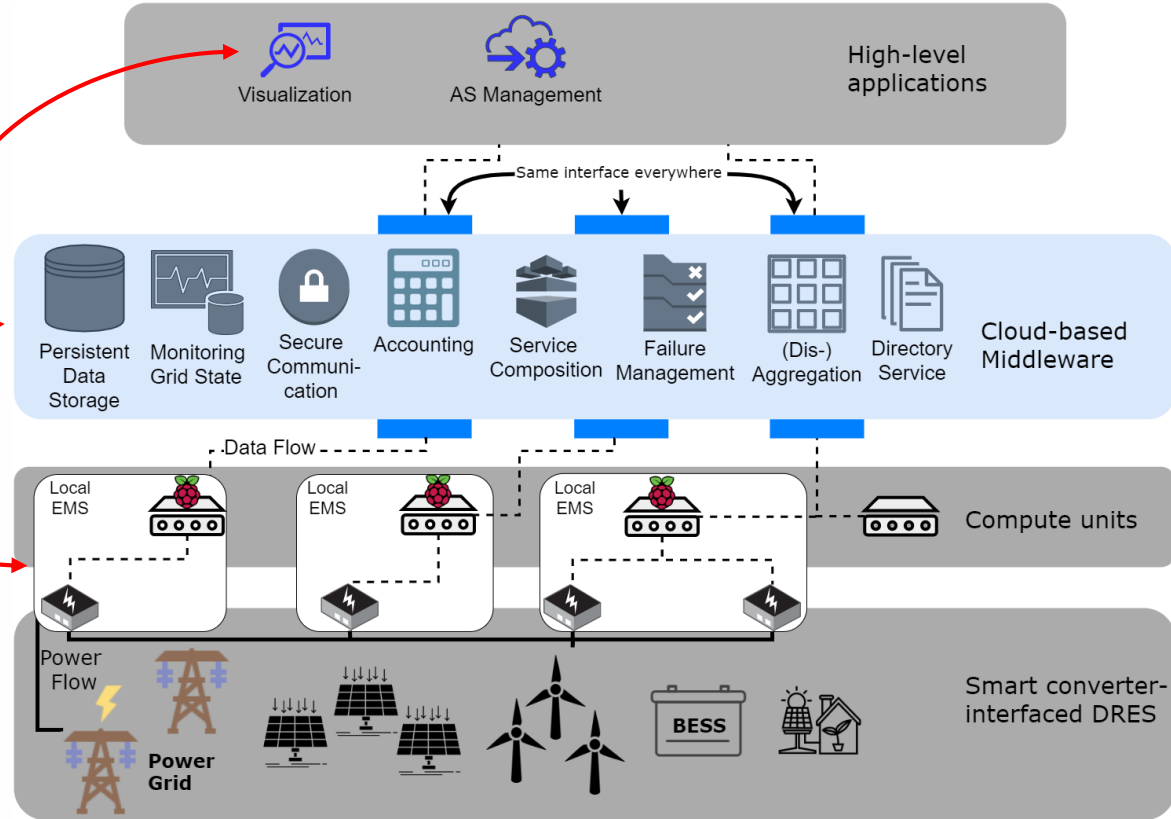 Visualization
AS Management
High-level
applications
Same interface everywhere
Persistent
Data
Storage
Monitoring
Grid State
Secure
Communi-
cation
Accounting
Service
Composition
Failure
Management
(Dis-)
Aggregation
Directory
Service
Cloud-based
Middleware
Data Flow
Local
EMS
Local
EMS
Local
EMS
Compute units
Power
Flow
Power
Grid
BESS
Smart converter-
interfaced DRES